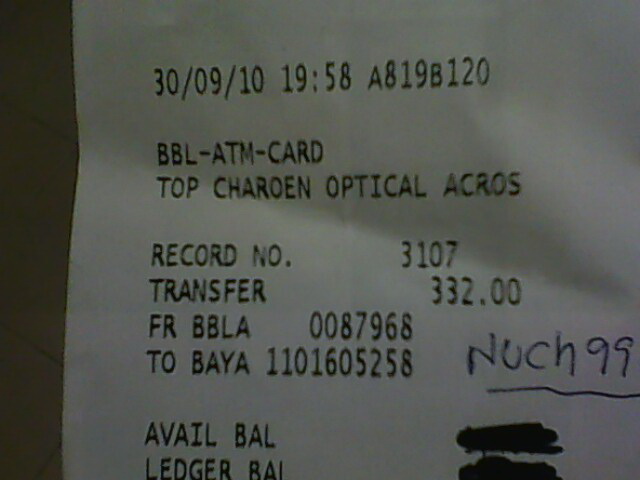 30/09/10 19:58 A819B120
BBL-ATM-CARD
TOP CHAROEN OPTICAL ACROS
RECORD NO. 3107
TRANSFER 332.00
FR BBLA 0087968
TO BAYA 1101605258
NUCh99
AVAIL BAL
LEDGER BAL